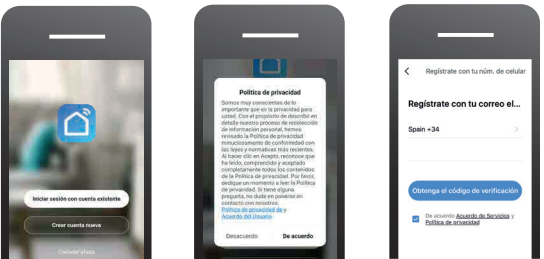 Iniciar sesión con cuenta existente
Crear cuenta nueva
Conocer ahora
Política de privacidad
Somos muy conscientes de lo
importante que es la privacidad para
usted. Con el propósito de describir en
detalle nuestro proceso de recolección
de información personal, hemos
revisado la Política de privacidad
minuciosamente de conformidad con
las leyes y normativas más recientes.
Al hacer clic en Acepto, reconoce que
ha leído, comprendido y aceptado
completamente todos los contenidos
de la Política de privacidad. Por favor,
dedique un momento a leer la Política
de privacidad. Si tiene alguna
pregunta, no dude en ponerse en
contacto con nosotros.
Política de privacidad de y
Acuerdo del Usuario
Desacuerdo
De acuerdo
Regístrate con tu núm. de celular
Regístrate con tu correo el...
Spain +34
Obtenga el código de verificación
De acuerdo Acuerdo de Servicios y
Política de privacidad